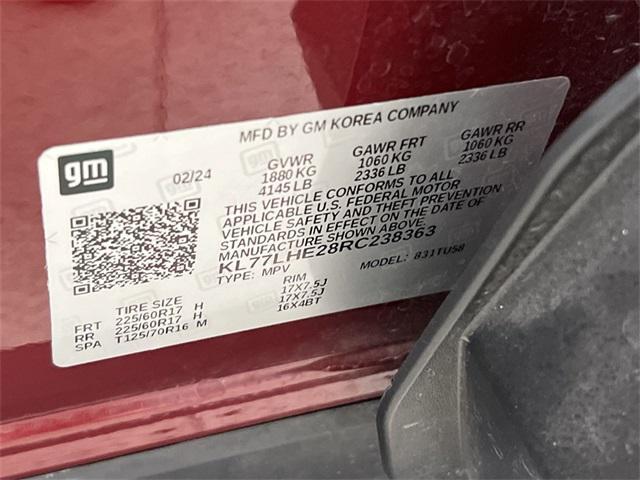 MFD BY GM KOREA COMPANY
gm
02/24
GVWR GAWR FRT GAWR RR
1880 KG 1060 KG 1060 KG
4145 LB 2336 LB 2336 LB
THIS VEHICLE CONFORMS TO ALL
APPLICABLE U.S. FEDERAL MOTOR
VEHICLE SAFETY AND THEFT PREVENTION
STANDARDS IN EFFECT ON THE DATE OF
MANUFACTURE SHOWN ABOVE.
KL77LHE28RC238363
TYPE: MPV MODEL: 831TU58
TIRE SIZE RIM
FRT 225/60R17 H 17X7.5J
RR 225/60R17 H 17X7.5J
SPA T125/70R16 M 16X4BT